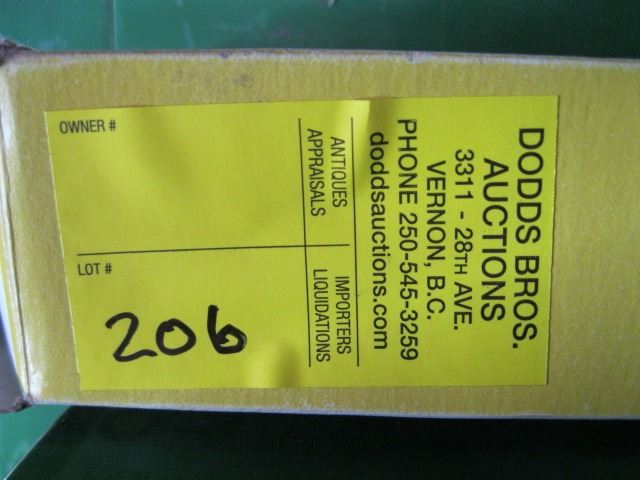 DODDS BROS.
AUCTIONS
3311 - 28TH AVE.
VERNON, B.C.
PHONE 250-545-3259
doddsauctions.com
ANTIQUES
APPRAISALS
IMPORTERS
LIQUIDATIONS
OWNER #
LOT #
206